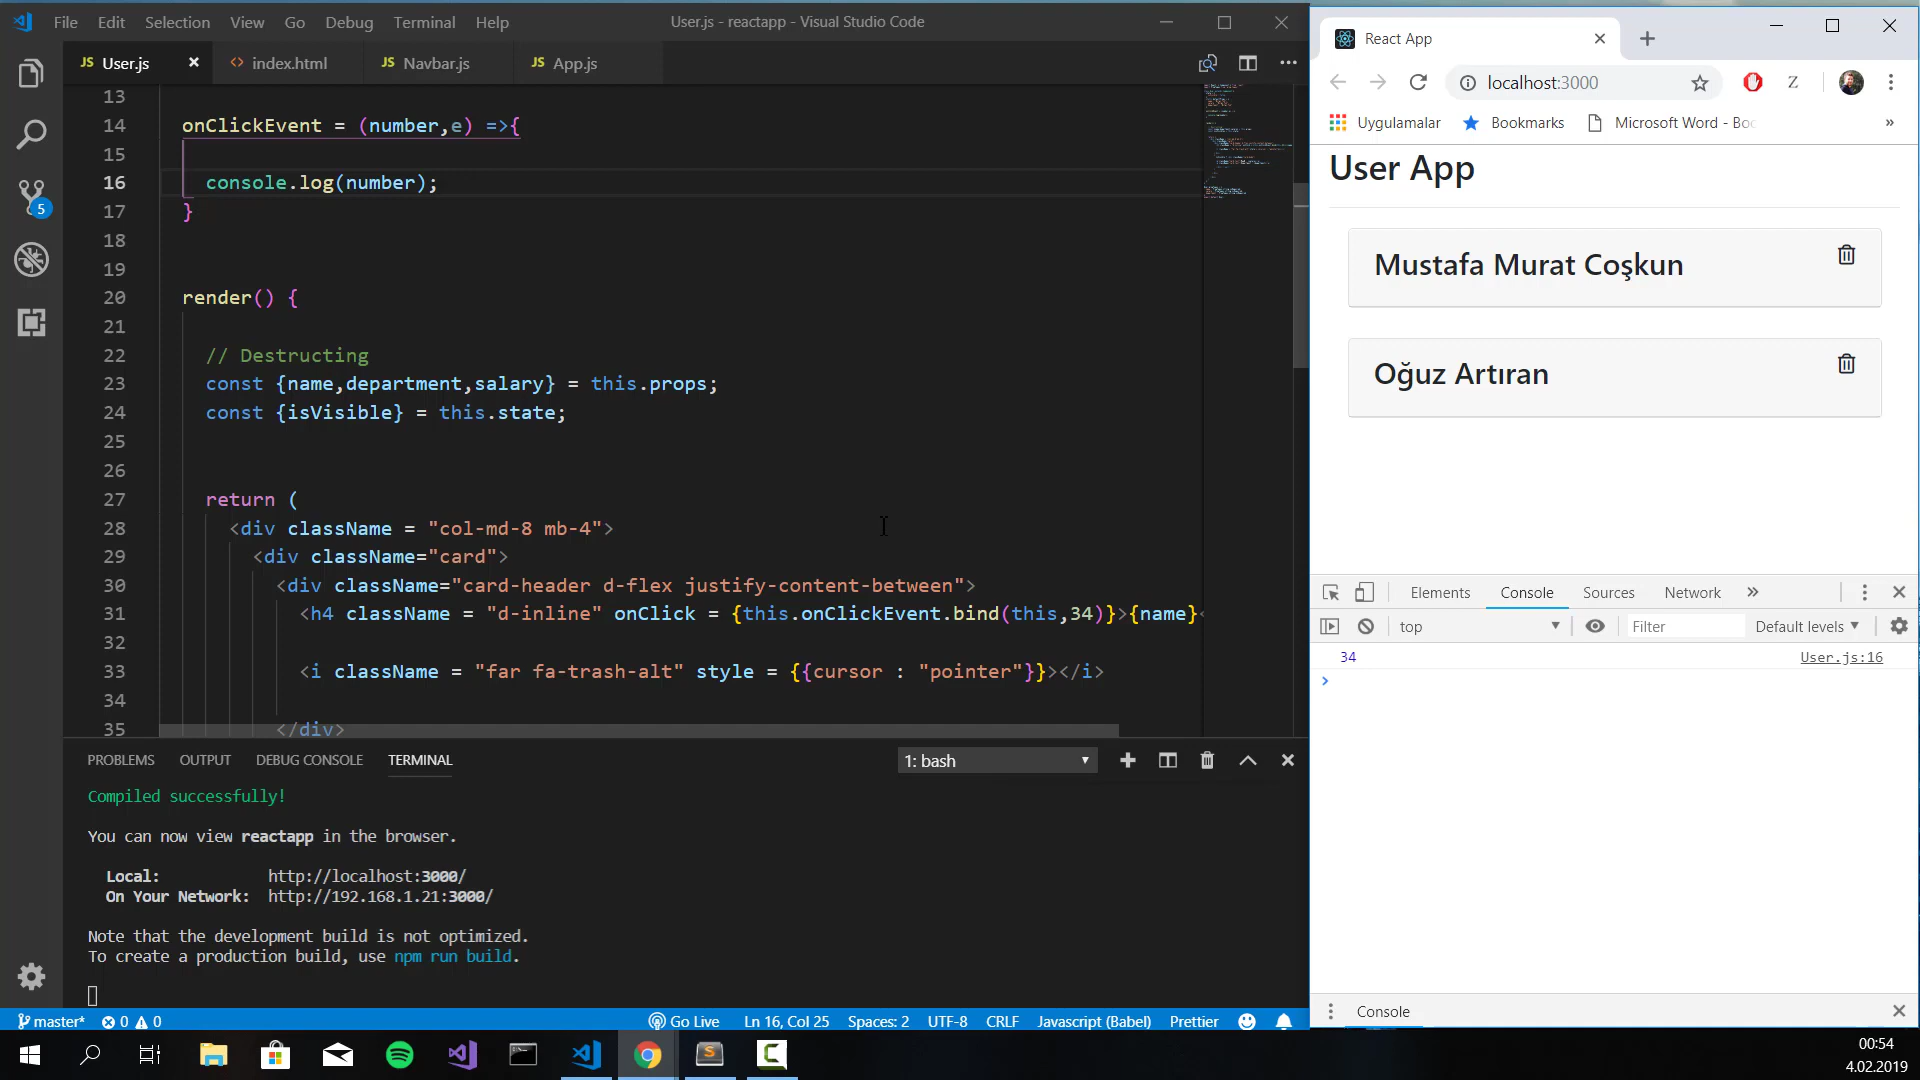 File Edit Selection View Go Debug Terminal Help
User.js - reactapp - Visual Studio Code
JS User.js
<> index.html
JS Navbar.js
JS App.js
13
14 onClickEvent = (number,e) =>{
15
16 console.log(number);
17 }
18
19
20 render() {
21
22 // Destructing
23 const {name,department,salary} = this.props;
24 const {isVisible} = this.state;
25
26
27 return (
28 <div className = "col-md-8 mb-4">
29 <div className="card">
30 <div className="card-header d-flex justify-content-between">
31 <h4 className = "d-inline" onClick = {this.onClickEvent.bind(this,34)}>{name}<
32
33 <i className = "far fa-trash-alt" style = {{cursor : "pointer"}}></i>
34
35 </div>
5
PROBLEMS OUTPUT DEBUG CONSOLE TERMINAL
1: bash
Compiled successfully!
You can now view reactapp in the browser.
Local: http://localhost:3000/
On Your Network: http://192.168.1.21:3000/
Note that the development build is not optimized.
To create a production build, use npm run build.
master* 0 0
Go Live Ln 16, Col 25 Spaces: 2 UTF-8 CRLF Javascript (Babel) Prettier
React App
localhost:3000
Z
Uygulamalar Bookmarks Microsoft Word - Boc
»
User App
Mustafa Murat Coşkun
Oğuz Artıran
Elements Console Sources Network »
top Filter Default levels
34 User.js:16
>
Console
00:54
4.02.2019